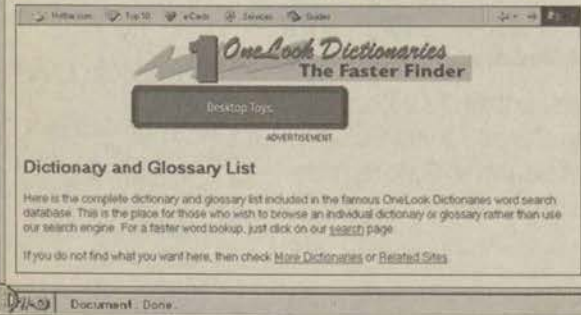 Top 50 eCards Services Guides
1 OneLook Dictionaries
The Faster Finder
Desktop Toys
ADVERTISEMENT
Dictionary and Glossary List
Here is the complete dictionary and glossary list included in the famous OneLook Dictionaries word search
database. This is the place for those who wish to browse an individual dictionary or glossary rather than use
our search engine. For a faster word lookup, just click on our search page.
If you do not find what you want here, then check More Dictionaries or Related Sites.
Document : Done.